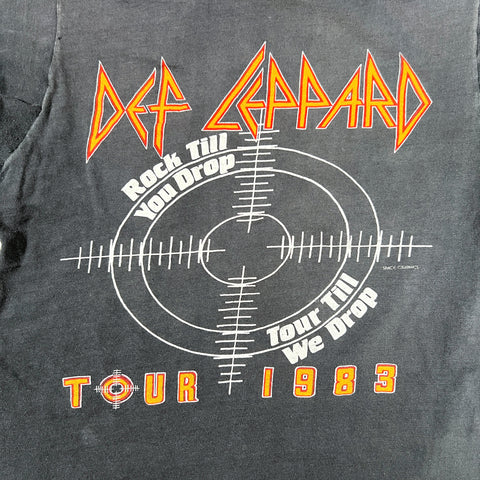 DEF LEPPARD
Rock Till
You Drop
Tour Till
We Drop
TOUR 1983